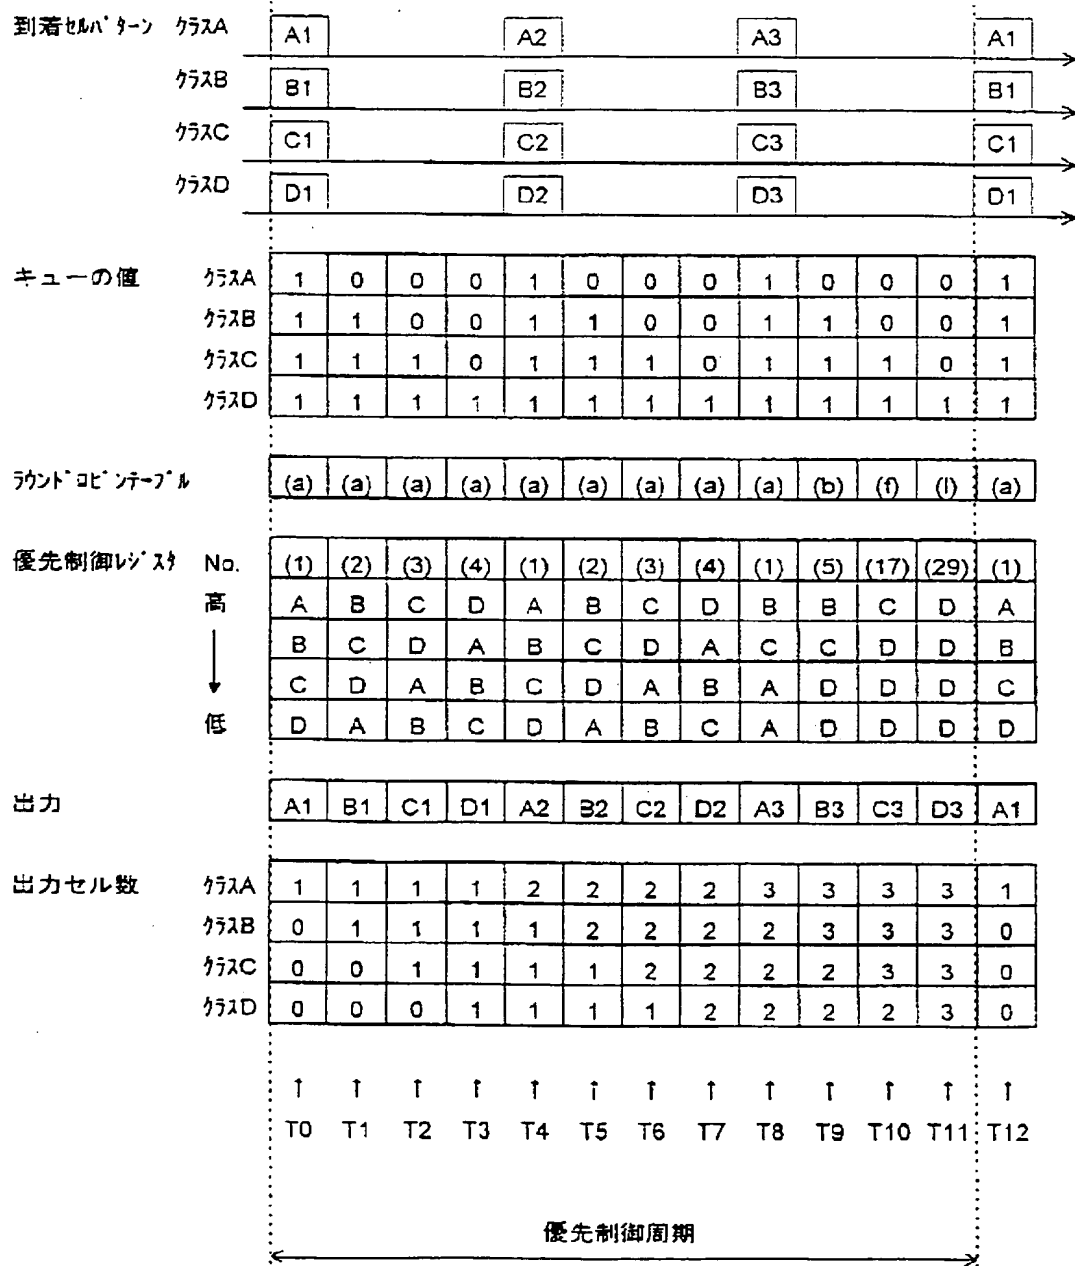 到着ｾﾙﾊﾟﾀｰﾝ ｸﾗｽA A1 A2 A3 A1
ｸﾗｽB B1 B2 B3 B1
ｸﾗｽC C1 C2 C3 C1
ｸﾗｽD D1 D2 D3 D1
キューの値 ｸﾗｽA 1 0 0 0 1 0 0 0 1 0 0 0 1
ｸﾗｽB 1 1 0 0 1 1 0 0 1 1 0 0 1
ｸﾗｽC 1 1 1 0 1 1 1 0 1 1 1 0 1
ｸﾗｽD 1 1 1 1 1 1 1 1 1 1 1 1 1
ﾗｳﾝﾄﾞﾛﾋﾞﾝﾃｰﾌﾞﾙ (a) (a) (a) (a) (a) (a) (a) (a) (a) (b) (f) (l) (a)
優先制御ﾚｼﾞｽﾀ No. (1) (2) (3) (4) (1) (2) (3) (4) (1) (5) (17) (29) (1)
高 A B C D A B C D B B C D A
B C D A B C D A C C D D B
↓ C D A B C D A B A D D D C
低 D A B C D A B C A D D D D
出力 A1 B1 C1 D1 A2 B2 C2 D2 A3 B3 C3 D3 A1
出力セル数 ｸﾗｽA 1 1 1 1 2 2 2 2 3 3 3 3 1
ｸﾗｽB 0 1 1 1 1 2 2 2 2 3 3 3 0
ｸﾗｽC 0 0 1 1 1 1 2 2 2 2 3 3 0
ｸﾗｽD 0 0 0 1 1 1 1 2 2 2 2 3 0
↑ ↑ ↑ ↑ ↑ ↑ ↑ ↑ ↑ ↑ ↑ ↑ ↑
T0 T1 T2 T3 T4 T5 T6 T7 T8 T9 T10 T11 T12
優先制御周期